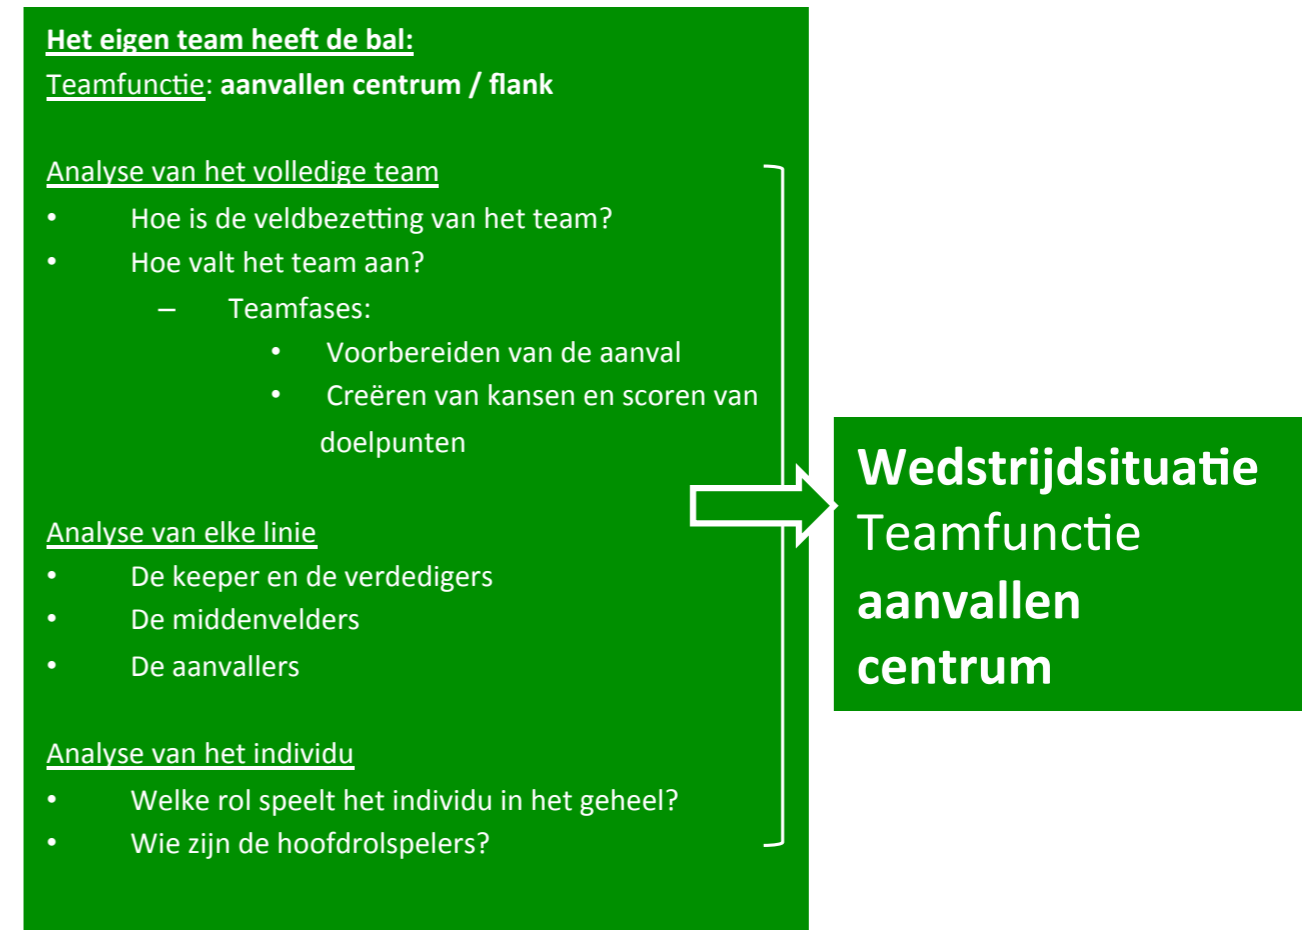 Het eigen team heeft de bal:
Teamfunctie: aanvallen centrum / flank
Analyse van het volledige team
• Hoe is de veldbezetting van het team?
• Hoe valt het team aan?
– Teamfases:
• Voorbereiden van de aanval
• Creëren van kansen en scoren van
doelpunten
Analyse van elke linie
• De keeper en de verdedigers
• De middenvelders
• De aanvallers
Analyse van het individu
• Welke rol speelt het individu in het geheel?
• Wie zijn de hoofdrolspelers?
Wedstrijdsituatie
Teamfunctie
aanvallen
centrum